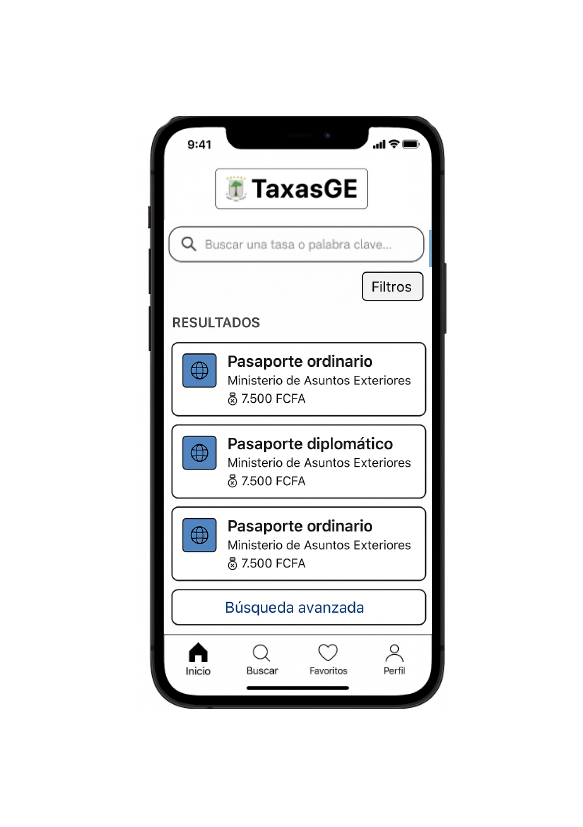 9:41
TaxasGE
Buscar una tasa o palabra clave...
Filtros
RESULTADOS
Pasaporte ordinario
Ministerio de Asuntos Exteriores
7.500 FCFA
Pasaporte diplomático
Ministerio de Asuntos Exteriores
7.500 FCFA
Pasaporte ordinario
Ministerio de Asuntos Exteriores
7.500 FCFA
Búsqueda avanzada
Inicio Buscar Favoritos Perfil